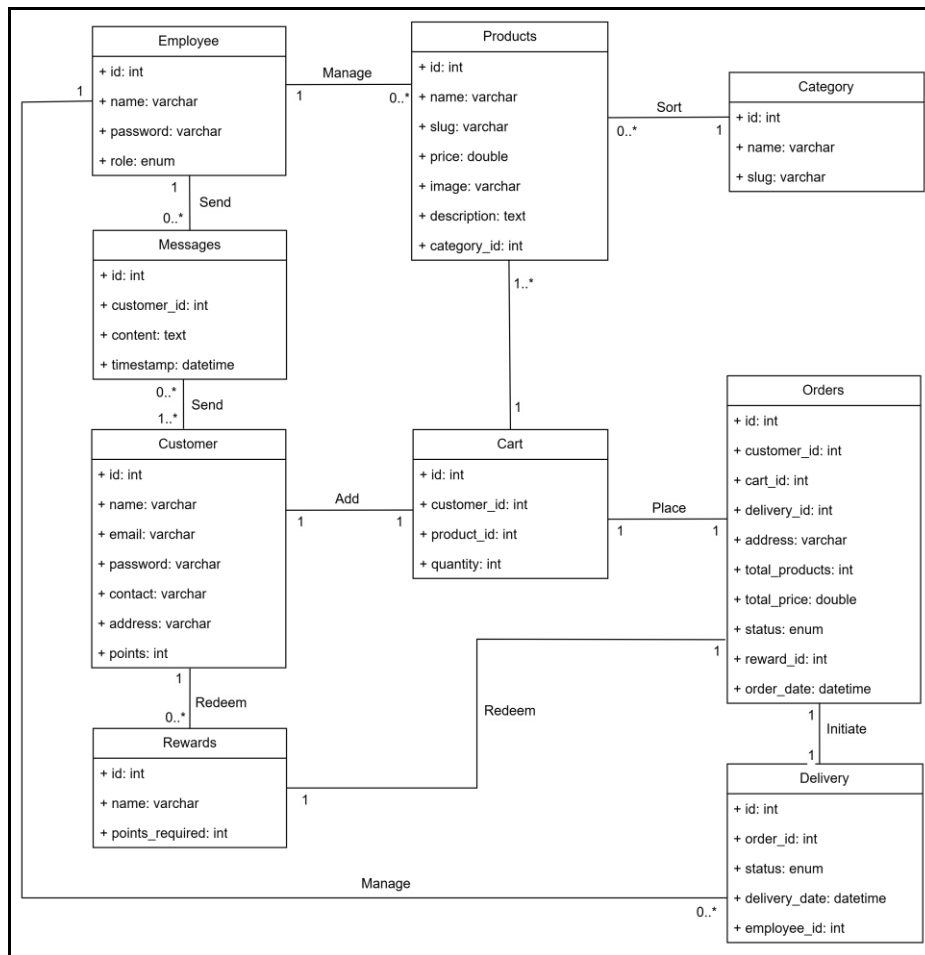 Employee
+ id: int
+ name: varchar
+ password: varchar
+ role: enum
Manage
1
0..*
Products
+ id: int
+ name: varchar
+ slug: varchar
+ price: double
+ image: varchar
+ description: text
+ category_id: int
Sort
0..*
1
Category
+ id: int
+ name: varchar
+ slug: varchar
1
1
Send
0..*
Messages
+ id: int
+ customer_id: int
+ content: text
+ timestamp: datetime
0..*
Send
1..*
1..*
1
Customer
+ id: int
+ name: varchar
+ email: varchar
+ password: varchar
+ contact: varchar
+ address: varchar
+ points: int
Add
1
1
Cart
+ id: int
+ customer_id: int
+ product_id: int
+ quantity: int
Place
1
1
Orders
+ id: int
+ customer_id: int
+ cart_id: int
+ delivery_id: int
+ address: varchar
+ total_products: int
+ total_price: double
+ status: enum
+ reward_id: int
+ order_date: datetime
1
Redeem
0..*
Rewards
+ id: int
+ name: varchar
+ points_required: int
1
Redeem
1
1
Initiate
1
Delivery
+ id: int
+ order_id: int
+ status: enum
+ delivery_date: datetime
+ employee_id: int
Manage
0..*